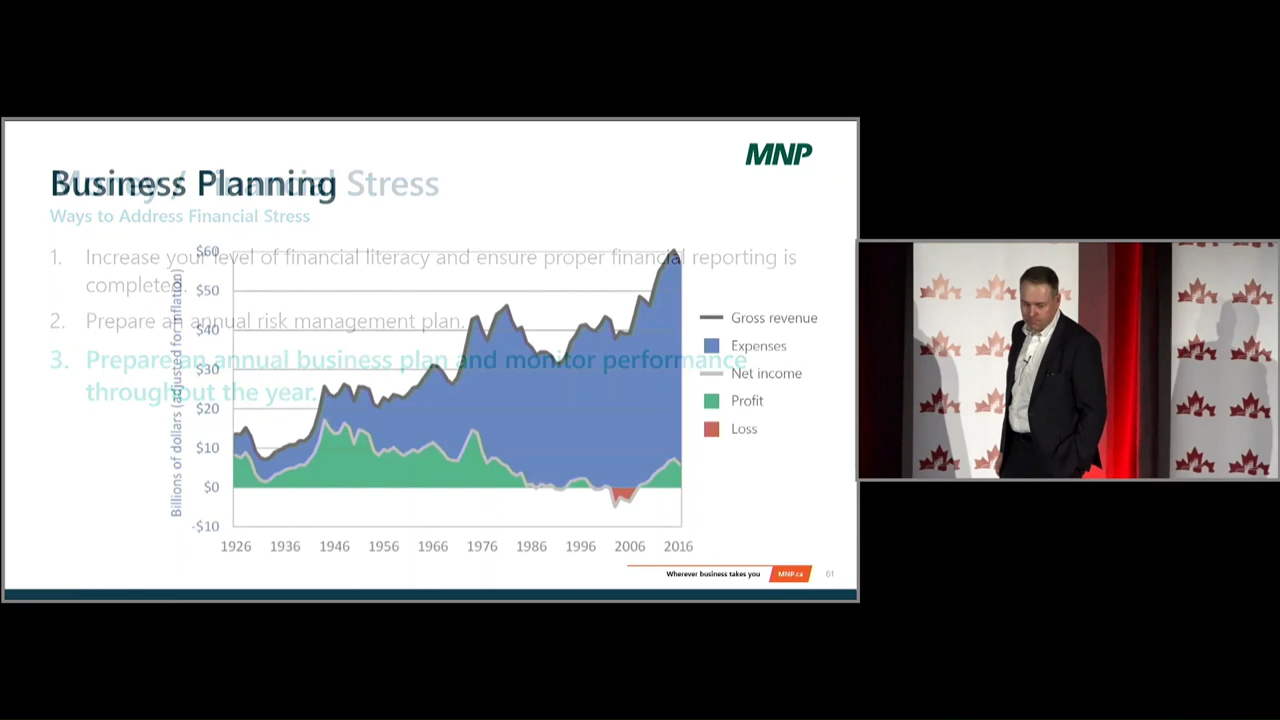 MNP
Business Planning
Money / Financial Stress
Ways to Address Financial Stress
1. Increase your level of financial literacy and ensure proper financial reporting is
completed.
2. Prepare an annual risk management plan.
3. Prepare an annual business plan and monitor performance
throughout the year.
Billions of dollars (adjusted for inflation)
$60
$50
$40
$30
$20
$10
$0
-$10
1926 1936 1946 1956 1966 1976 1986 1996 2006 2016
Gross revenue
Expenses
Net income
Profit
Loss
Wherever business takes you MNP.ca 61